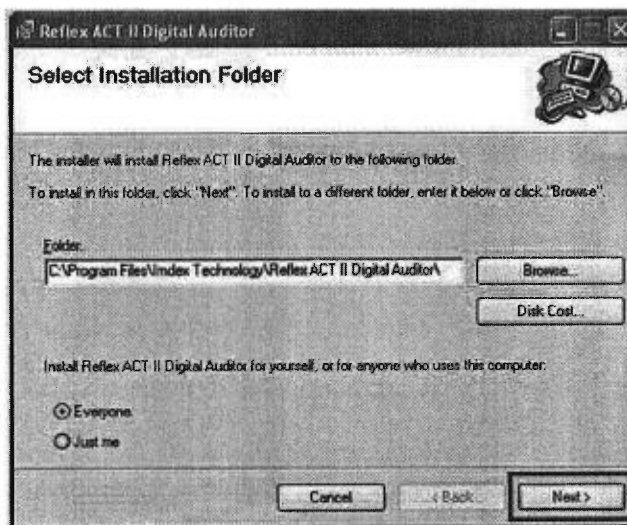 Reflex ACT II Digital Auditor
Select Installation Folder
The installer will install Reflex ACT II Digital Auditor to the following folder.
To install in this folder, click "Next". To install to a different folder, enter it below or click "Browse".
Folder:
C:\Program Files\Imdex Technology\Reflex ACT II Digital Auditor\
Browse...
Disk Cost...
Install Reflex ACT II Digital Auditor for yourself, or for anyone who uses this computer:
Everyone
Just me
Cancel
< Back
Next >